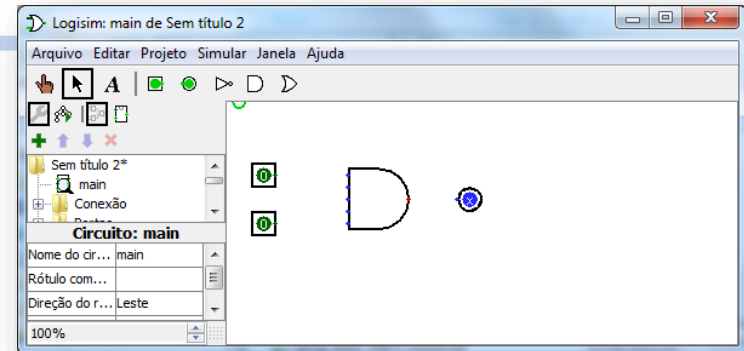 Logisim: main de Sem título 2
Arquivo Editar Projeto Simular Janela Ajuda
A
Sem título 2*
main
Conexão
Circuito: main
Nome do cir... main
Rótulo com...
Direção do r... Leste
100%
0
0
x